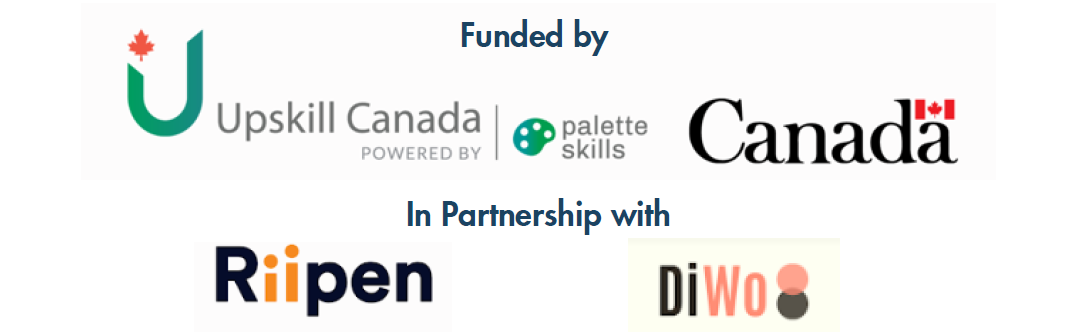 Funded by
Upskill Canada
POWERED BY
palette
skills
Canada
In Partnership with
Riipen
DiWo